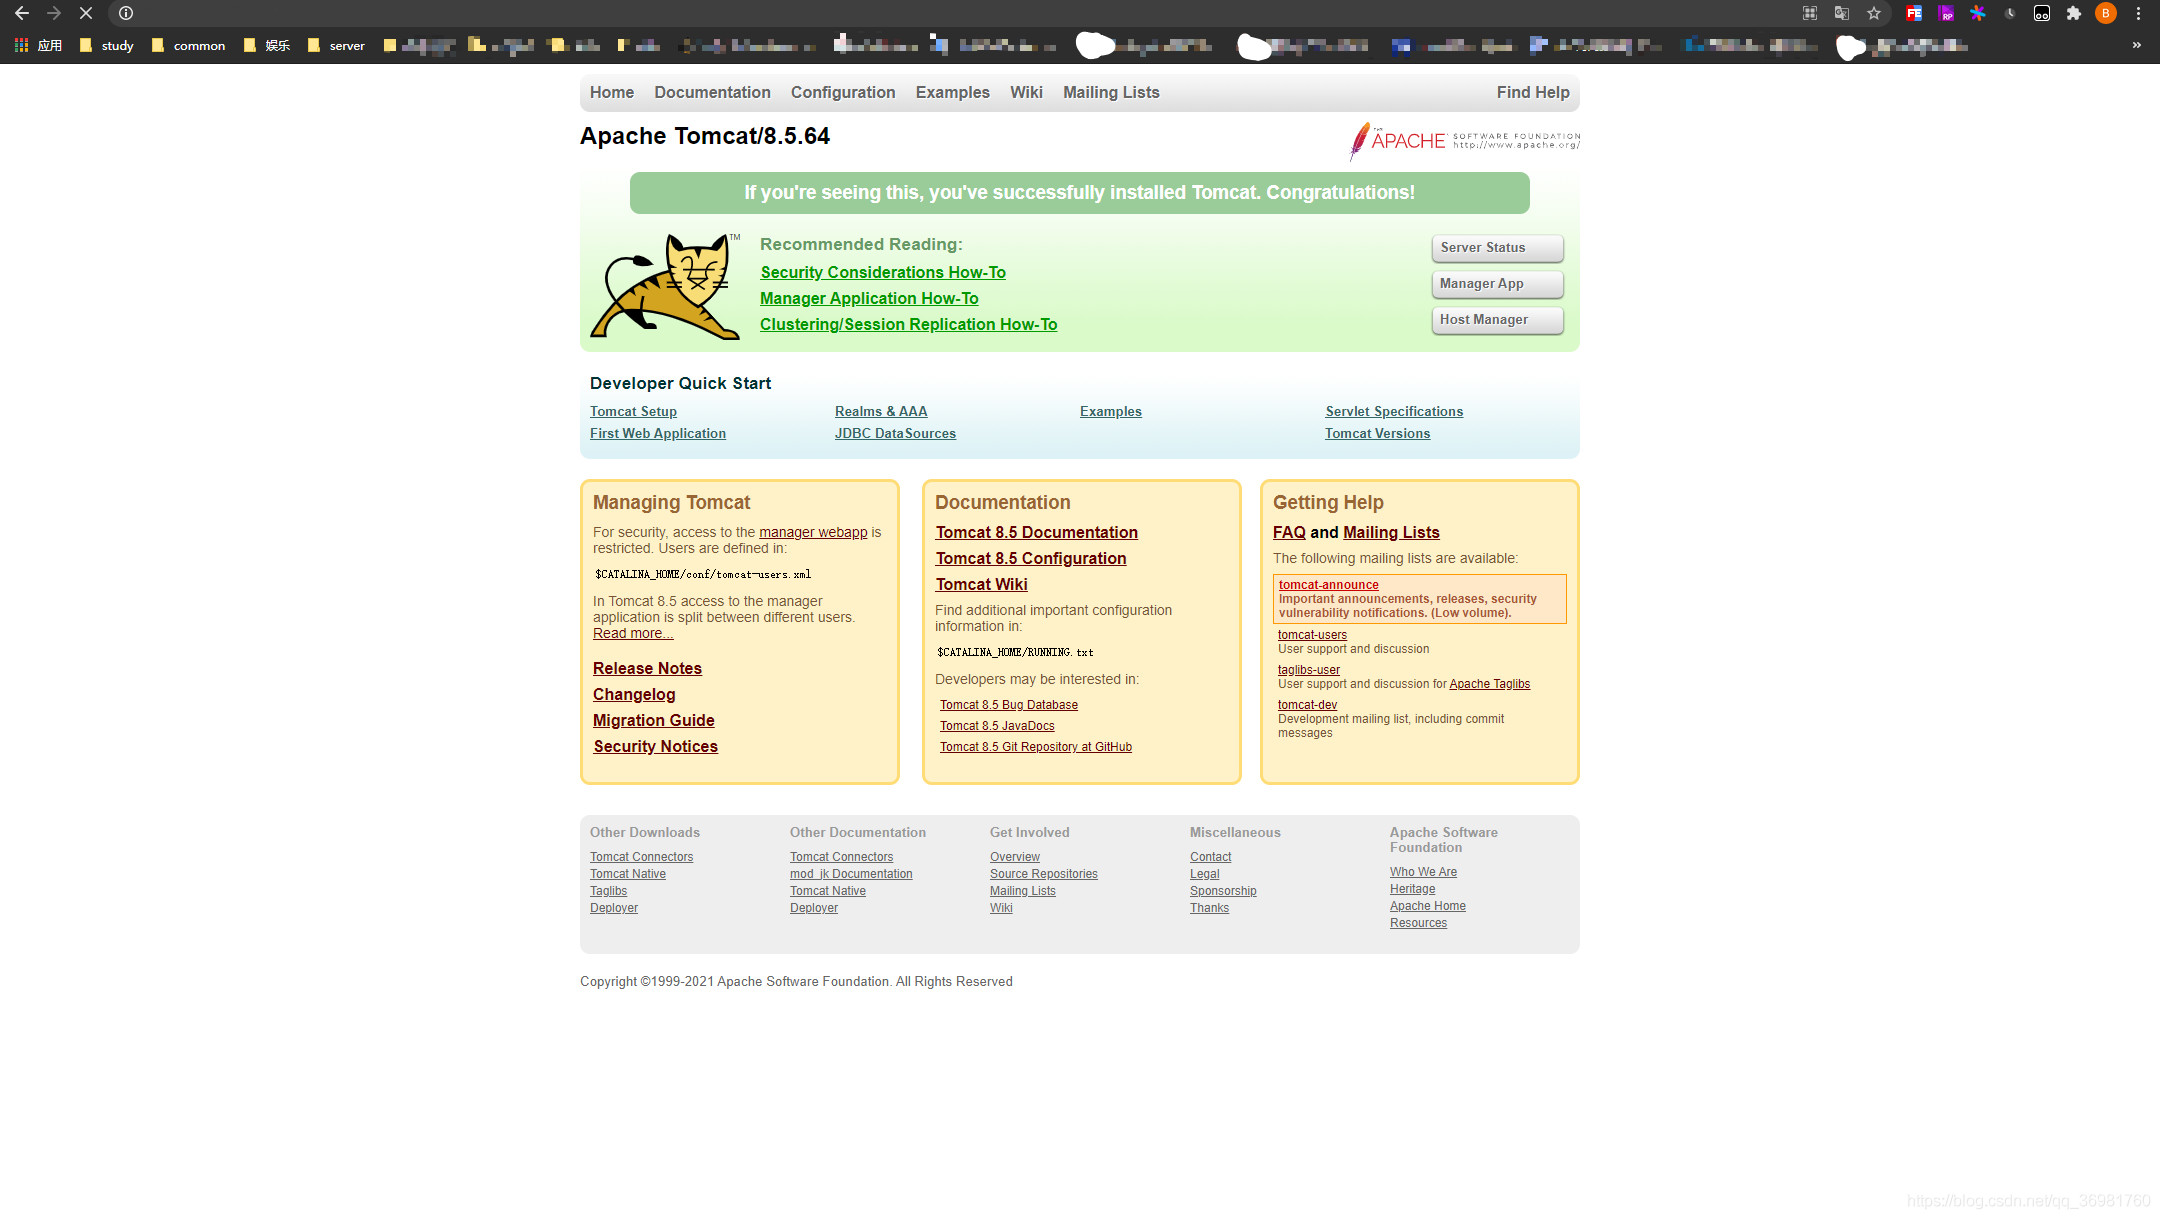 应用 study common 娱乐 server
Home Documentation Configuration Examples Wiki Mailing Lists Find Help
Apache Tomcat/8.5.64
THE APACHE SOFTWARE FOUNDATION
http://www.apache.org/
If you're seeing this, you've successfully installed Tomcat. Congratulations!
TM
Recommended Reading:
Security Considerations How-To
Manager Application How-To
Clustering/Session Replication How-To
Server Status
Manager App
Host Manager
Developer Quick Start
Tomcat Setup
First Web Application
Realms & AAA
JDBC DataSources
Examples
Servlet Specifications
Tomcat Versions
Managing Tomcat
For security, access to the manager webapp is
restricted. Users are defined in:
$CATALINA_HOME/conf/tomcat-users.xml
In Tomcat 8.5 access to the manager
application is split between different users.
Read more...
Release Notes
Changelog
Migration Guide
Security Notices
Documentation
Tomcat 8.5 Documentation
Tomcat 8.5 Configuration
Tomcat Wiki
Find additional important configuration
information in:
$CATALINA_HOME/RUNNING.txt
Developers may be interested in:
Tomcat 8.5 Bug Database
Tomcat 8.5 JavaDocs
Tomcat 8.5 Git Repository at GitHub
Getting Help
FAQ and Mailing Lists
The following mailing lists are available:
tomcat-announce
Important announcements, releases, security
vulnerability notifications. (Low volume).
tomcat-users
User support and discussion
taglibs-user
User support and discussion for Apache Taglibs
tomcat-dev
Development mailing list, including commit
messages
Other Downloads
Tomcat Connectors
Tomcat Native
Taglibs
Deployer
Other Documentation
Tomcat Connectors
mod_jk Documentation
Tomcat Native
Deployer
Get Involved
Overview
Source Repositories
Mailing Lists
Wiki
Miscellaneous
Contact
Legal
Sponsorship
Thanks
Apache Software
Foundation
Who We Are
Heritage
Apache Home
Resources
Copyright ©1999-2021 Apache Software Foundation. All Rights Reserved
https://blog.csdn.net/qq_36981760